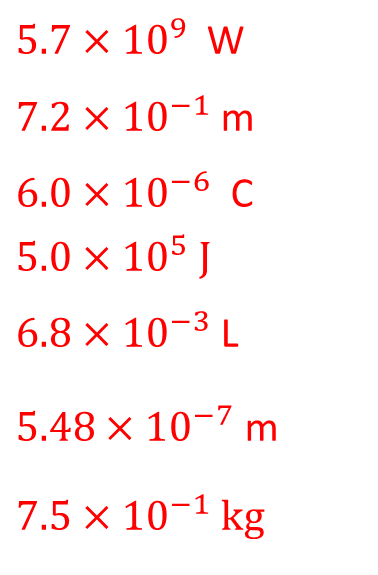 5.7 × 10⁹ W
7.2 × 10⁻¹ m
6.0 × 10⁻⁶ C
5.0 × 10⁵ J
6.8 × 10⁻³ L
5.48 × 10⁻⁷ m
7.5 × 10⁻¹ kg